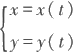 x = x ( t )
y = y ( t )